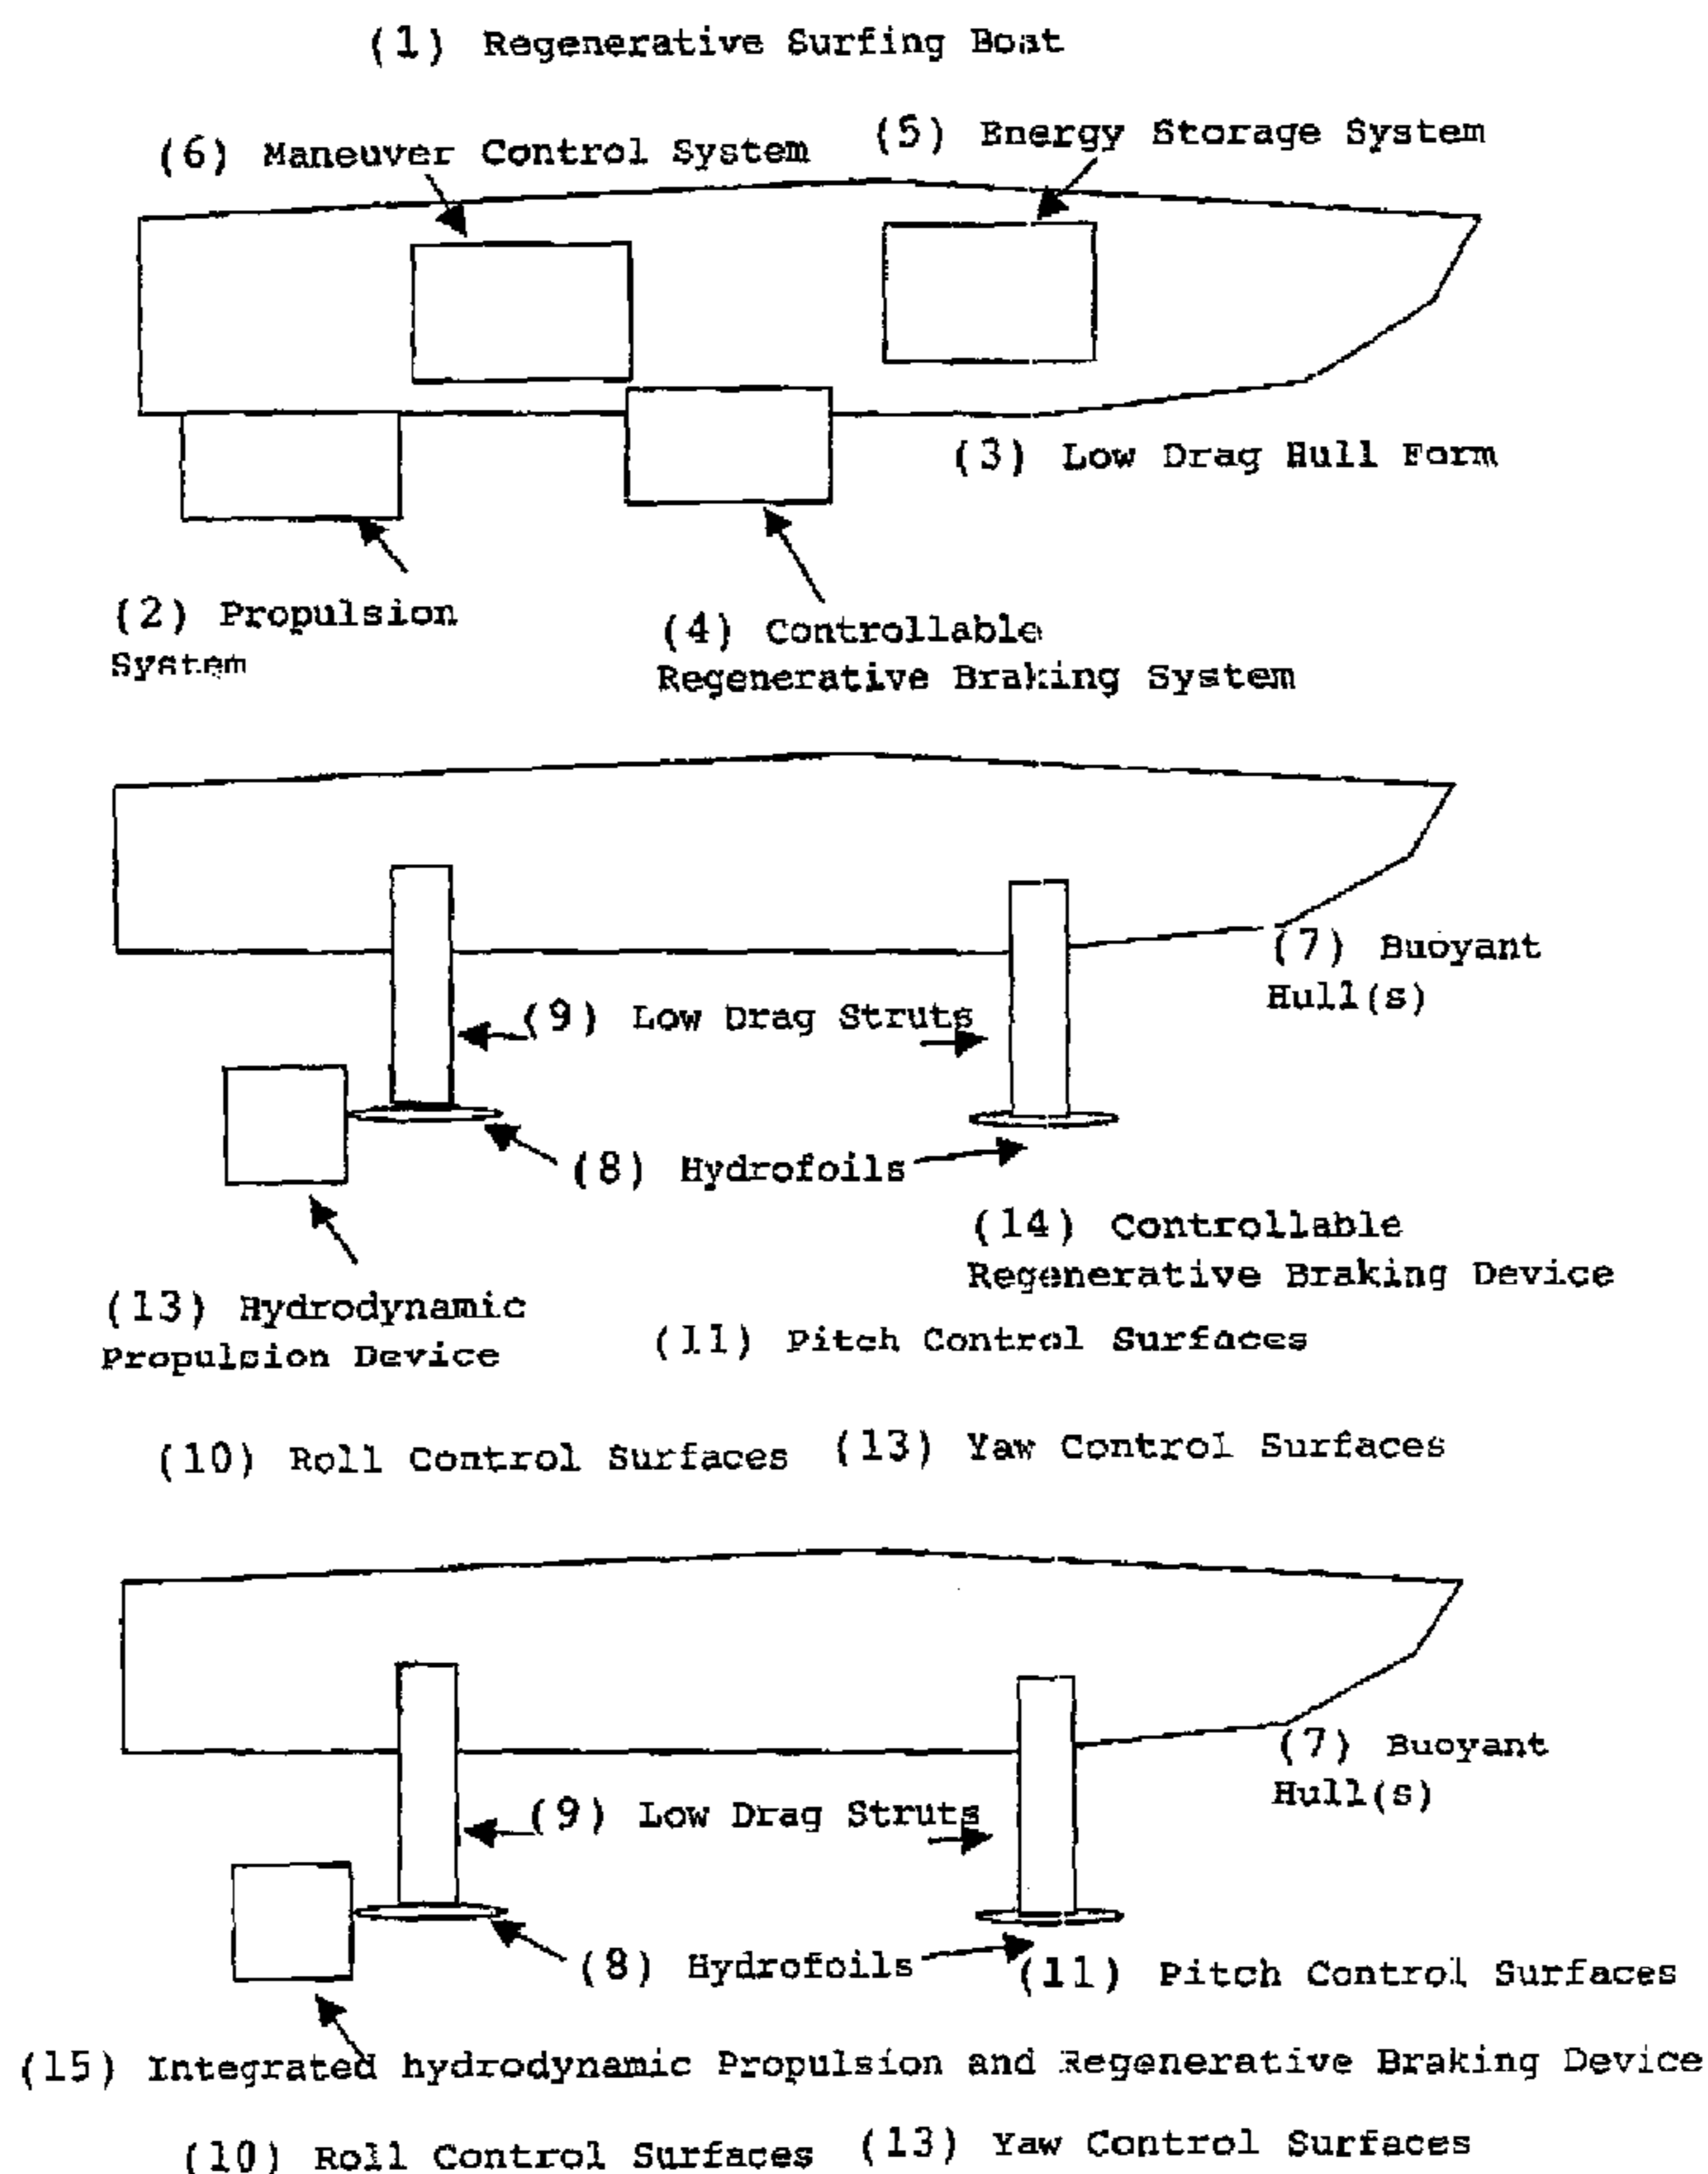 (1) Regenerative Surfing Boat
(6) Maneuver Control System
(5) Energy Storage System
(3) Low Drag Hull Form
(2) Propulsion
System
(4) Controllable
Regenerative Braking System
(7) Buoyant
Hull(s)
(9) Low Drag Struts
(8) Hydrofoils
(14) Controllable
Regenerative Braking Device
(13) Hydrodynamic
Propulsion Device
(11) Pitch Control Surfaces
(10) Roll Control Surfaces
(13) Yaw Control Surfaces
(7) Buoyant
Hull(s)
(9) Low Drag Struts
(8) Hydrofoils
(11) Pitch Control Surfaces
(15) Integrated hydrodynamic Propulsion and Regenerative Braking Device
(10) Roll Control Surfaces
(13) Yaw Control Surfaces